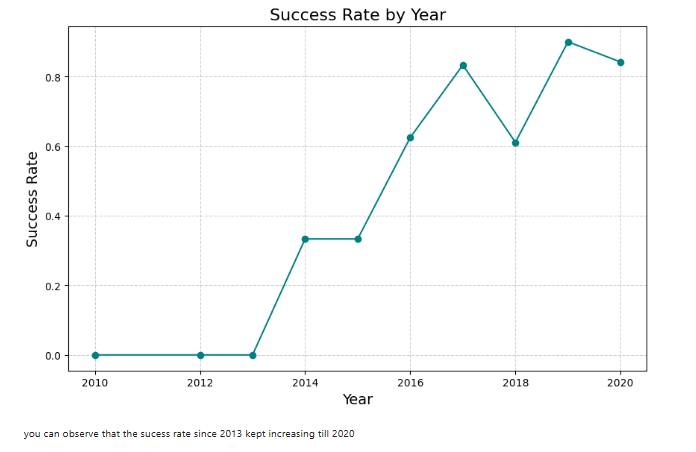 Success Rate by Year
Success Rate
0.8
0.6
0.4
0.2
0.0
2010 2012 2014 2016 2018 2020
Year
you can observe that the sucess rate since 2013 kept increasing till 2020